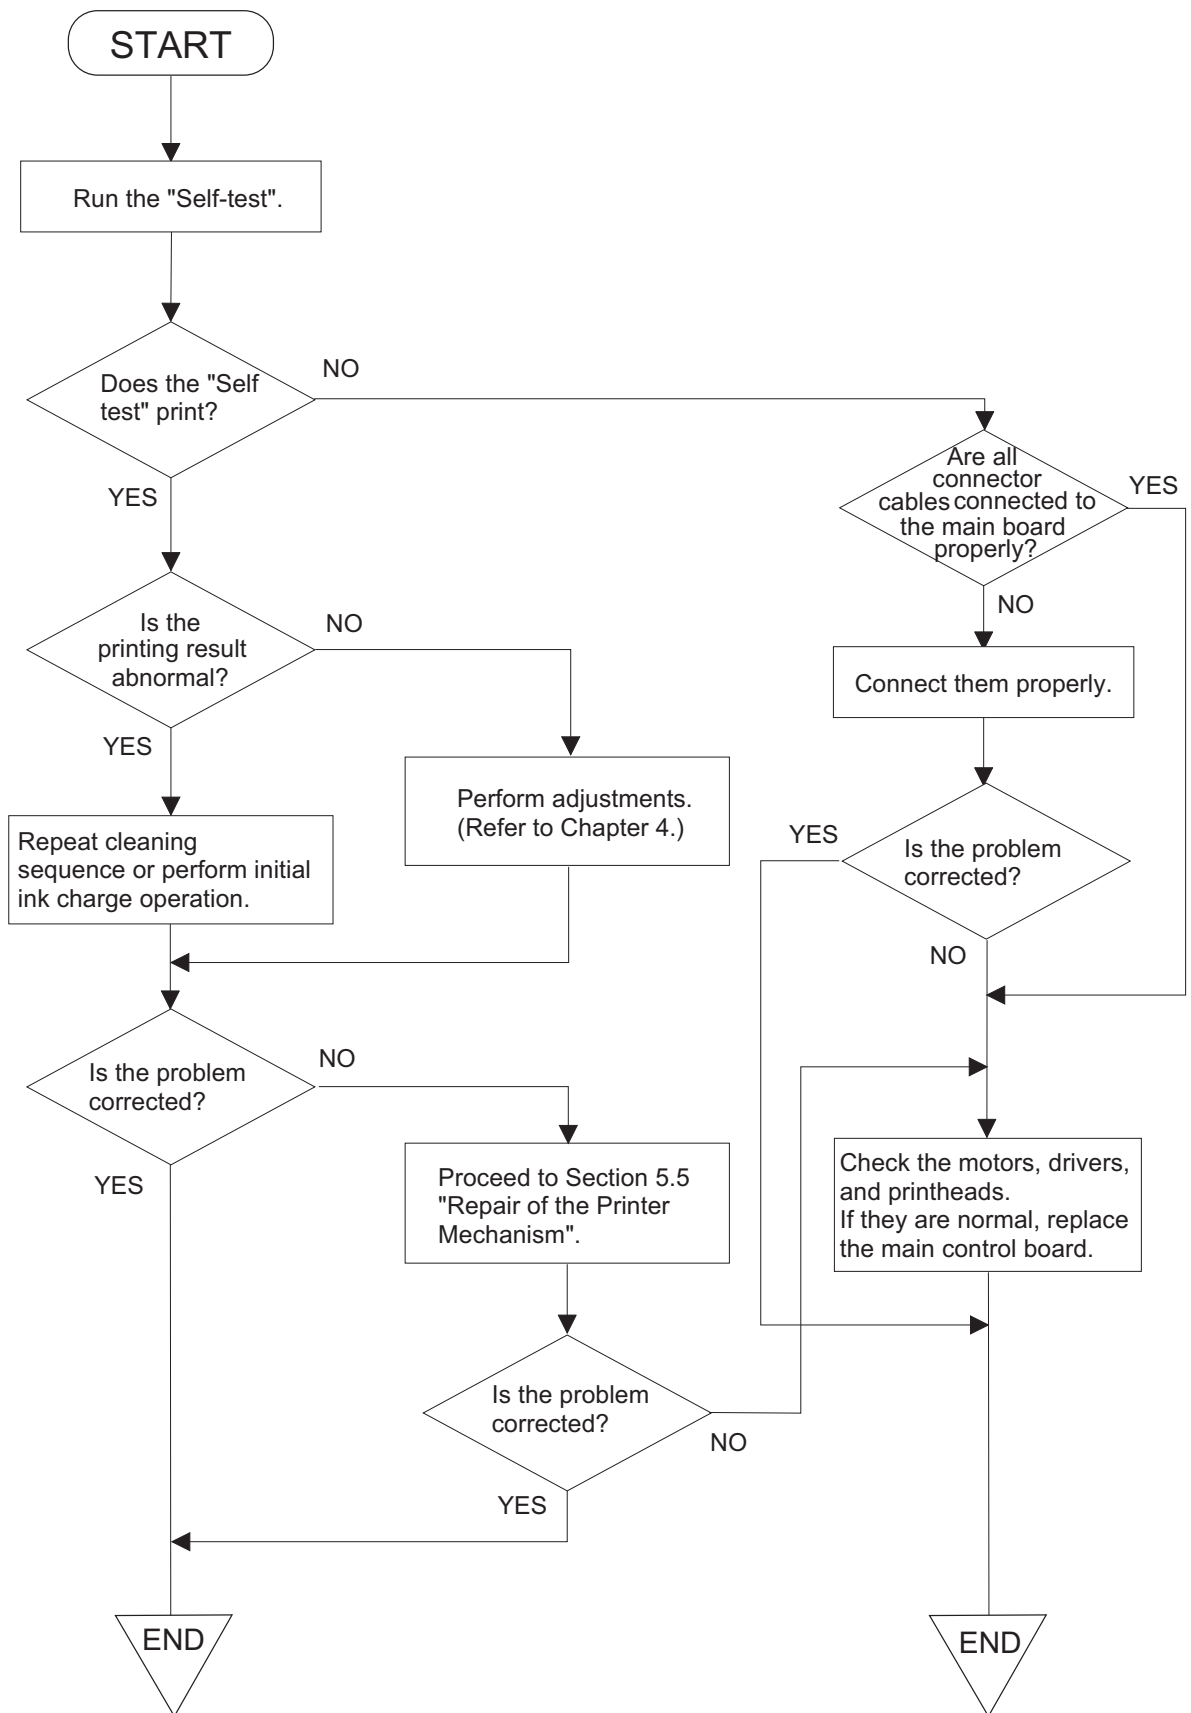 START
Run the "Self-test".
Does the "Self
test" print?
NO
YES
Are all
connector
cables connected to
the main board
properly?
YES
NO
Is the
printing result
abnormal?
NO
YES
Connect them properly.
Perform adjustments.
(Refer to Chapter 4.)
Repeat cleaning
sequence or perform initial
ink charge operation.
Is the problem
corrected?
YES
NO
Is the problem
corrected?
NO
YES
Proceed to Section 5.5
"Repair of the Printer
Mechanism".
Check the motors, drivers,
and printheads.
If they are normal, replace
the main control board.
Is the problem
corrected?
NO
YES
END
END